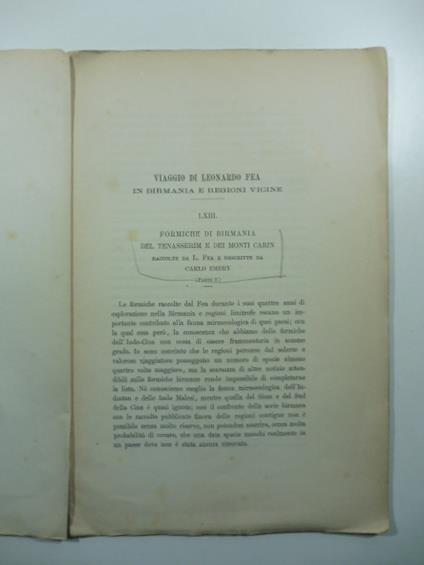 VIAGGIO DI LEONARDO FEA
IN BIRMANIA E REGIONI VICINE
LXIII.
FORMICHE DI BIRMANIA
DEL TENASSERIM E DEI MONTI CARIN
RACCOLTE DA L. FEA E DESCRITTE DA
CARLO EMERY
Le formiche raccolte dal Fea durante i suoi quattro anni di
esplorazione nella Birmania e regioni limitrofe recano un im-
portante contributo alla fauna mirmecologica di quei paesi; con
la qual cosa però, la conoscenza che abbiamo delle formiche
dell'Indo-Cina non cessa di essere frammentaria in sommo
grado. Io sono convinto che le regioni percorse dal solerte e
valoroso viaggiatore posseggono un numero di specie almeno
quattro volte maggiore, ma la mancanza di altre notizie atten-
dibili sulle formiche birmane rende impossibile di completarne
la lista. Nè conosciamo meglio la fauna mirmecologica dell'In-
dostan e delle Isole Malesi, mentre quella del Siam e del Sud
della Cina è quasi ignota; così il confronto della serie birmana
con le raccolte pubblicate finora delle regioni contigue non è
possibile senza molte riserve, non potendosi asserire, senza molta
probabilità di errare, che una data specie manchi realmente in
un paese dove non è stata ancora ritrovata.